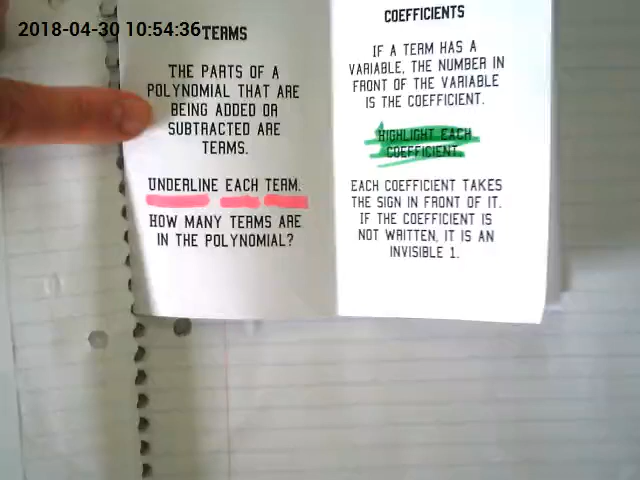 2018-04-30 10:54:36
TERMS
THE PARTS OF A
POLYNOMIAL THAT ARE
BEING ADDED OR
SUBTRACTED ARE
TERMS.
UNDERLINE EACH TERM.
HOW MANY TERMS ARE
IN THE POLYNOMIAL?
COEFFICIENTS
IF A TERM HAS A
VARIABLE, THE NUMBER IN
FRONT OF THE VARIABLE
IS THE COEFFICIENT.
HIGHLIGHT EACH
COEFFICIENT.
EACH COEFFICIENT TAKES
THE SIGN IN FRONT OF IT.
IF THE COEFFICIENT IS
NOT WRITTEN, IT IS AN
INVISIBLE 1.